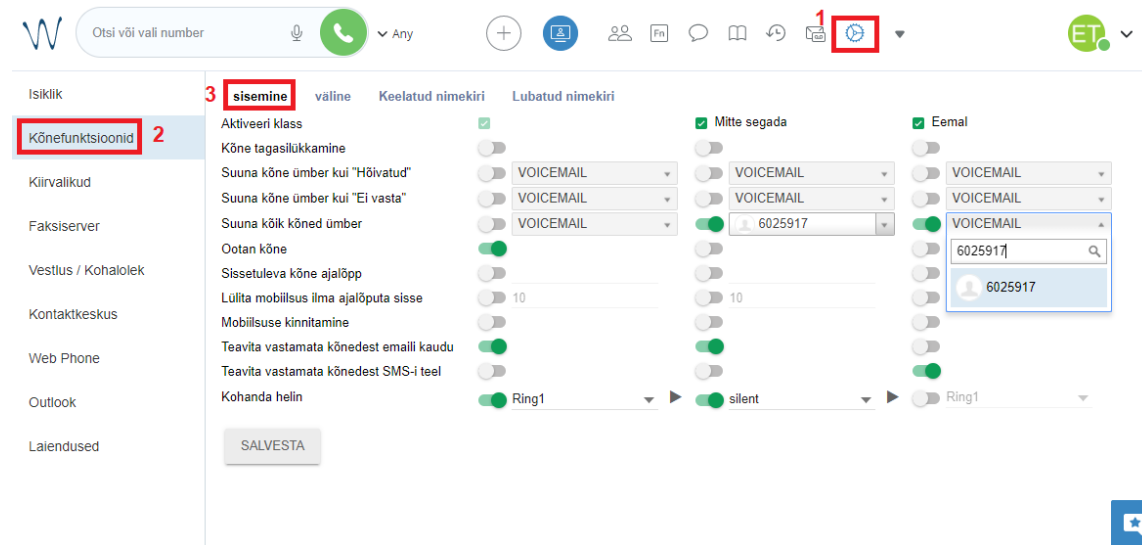 Otsi või vali number
Any
Fn
1
ET
Isiklik
Kõnefunktsioonid 2
Kiirvalikud
Faksiserver
Vestlus / Kohalolek
Kontaktkeskus
Web Phone
Outlook
Laiendused
3 sisemine väline Keelatud nimekiri Lubatud nimekiri
Aktiveeri klass Mitte segada Eemal
Kõne tagasilükkamine
Suuna kõne ümber kui "Hõivatud" VOICEMAIL VOICEMAIL VOICEMAIL
Suuna kõne ümber kui "Ei vasta" VOICEMAIL VOICEMAIL VOICEMAIL
Suuna kõik kõned ümber VOICEMAIL 6025917 VOICEMAIL
Ootan kõne 6025917
Sissetuleva kõne ajalõpp 6025917
Lülita mobiilsus ilma ajalõputa sisse 10 10
Mobiilsuse kinnitamine
Teavita vastamata kõnedest emaili kaudu
Teavita vastamata kõnedest SMS-i teel
Kohanda helin Ring1 silent Ring1
SALVESTA